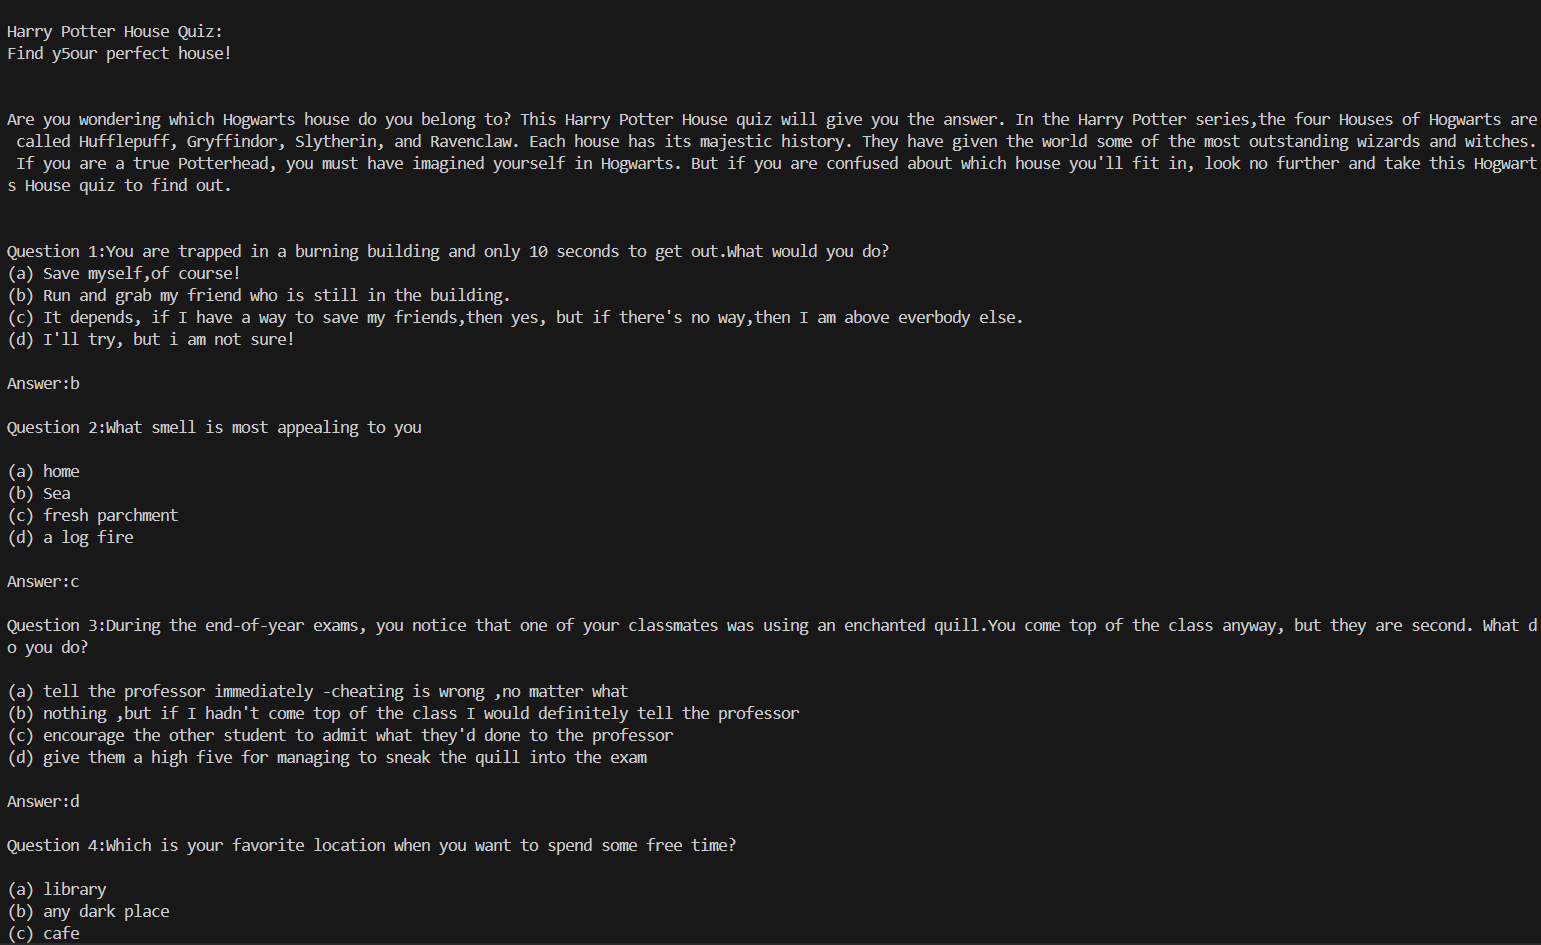 Harry Potter House Quiz:
Find y5our perfect house!
Are you wondering which Hogwarts house do you belong to? This Harry Potter House quiz will give you the answer. In the Harry Potter series,the four Houses of Hogwarts are
called Hufflepuff, Gryffindor, Slytherin, and Ravenclaw. Each house has its majestic history. They have given the world some of the most outstanding wizards and witches.
If you are a true Potterhead, you must have imagined yourself in Hogwarts. But if you are confused about which house you'll fit in, look no further and take this Hogwart
s House quiz to find out.
Question 1:You are trapped in a burning building and only 10 seconds to get out.What would you do?
(a) Save myself,of course!
(b) Run and grab my friend who is still in the building.
(c) It depends, if I have a way to save my friends,then yes, but if there's no way,then I am above everbody else.
(d) I'll try, but i am not sure!
Answer:b
Question 2:What smell is most appealing to you
(a) home
(b) Sea
(c) fresh parchment
(d) a log fire
Answer:c
Question 3:During the end-of-year exams, you notice that one of your classmates was using an enchanted quill.You come top of the class anyway, but they are second. What d
o you do?
(a) tell the professor immediately -cheating is wrong ,no matter what
(b) nothing ,but if I hadn't come top of the class I would definitely tell the professor
(c) encourage the other student to admit what they'd done to the professor
(d) give them a high five for managing to sneak the quill into the exam
Answer:d
Question 4:Which is your favorite location when you want to spend some free time?
(a) library
(b) any dark place
(c) cafe